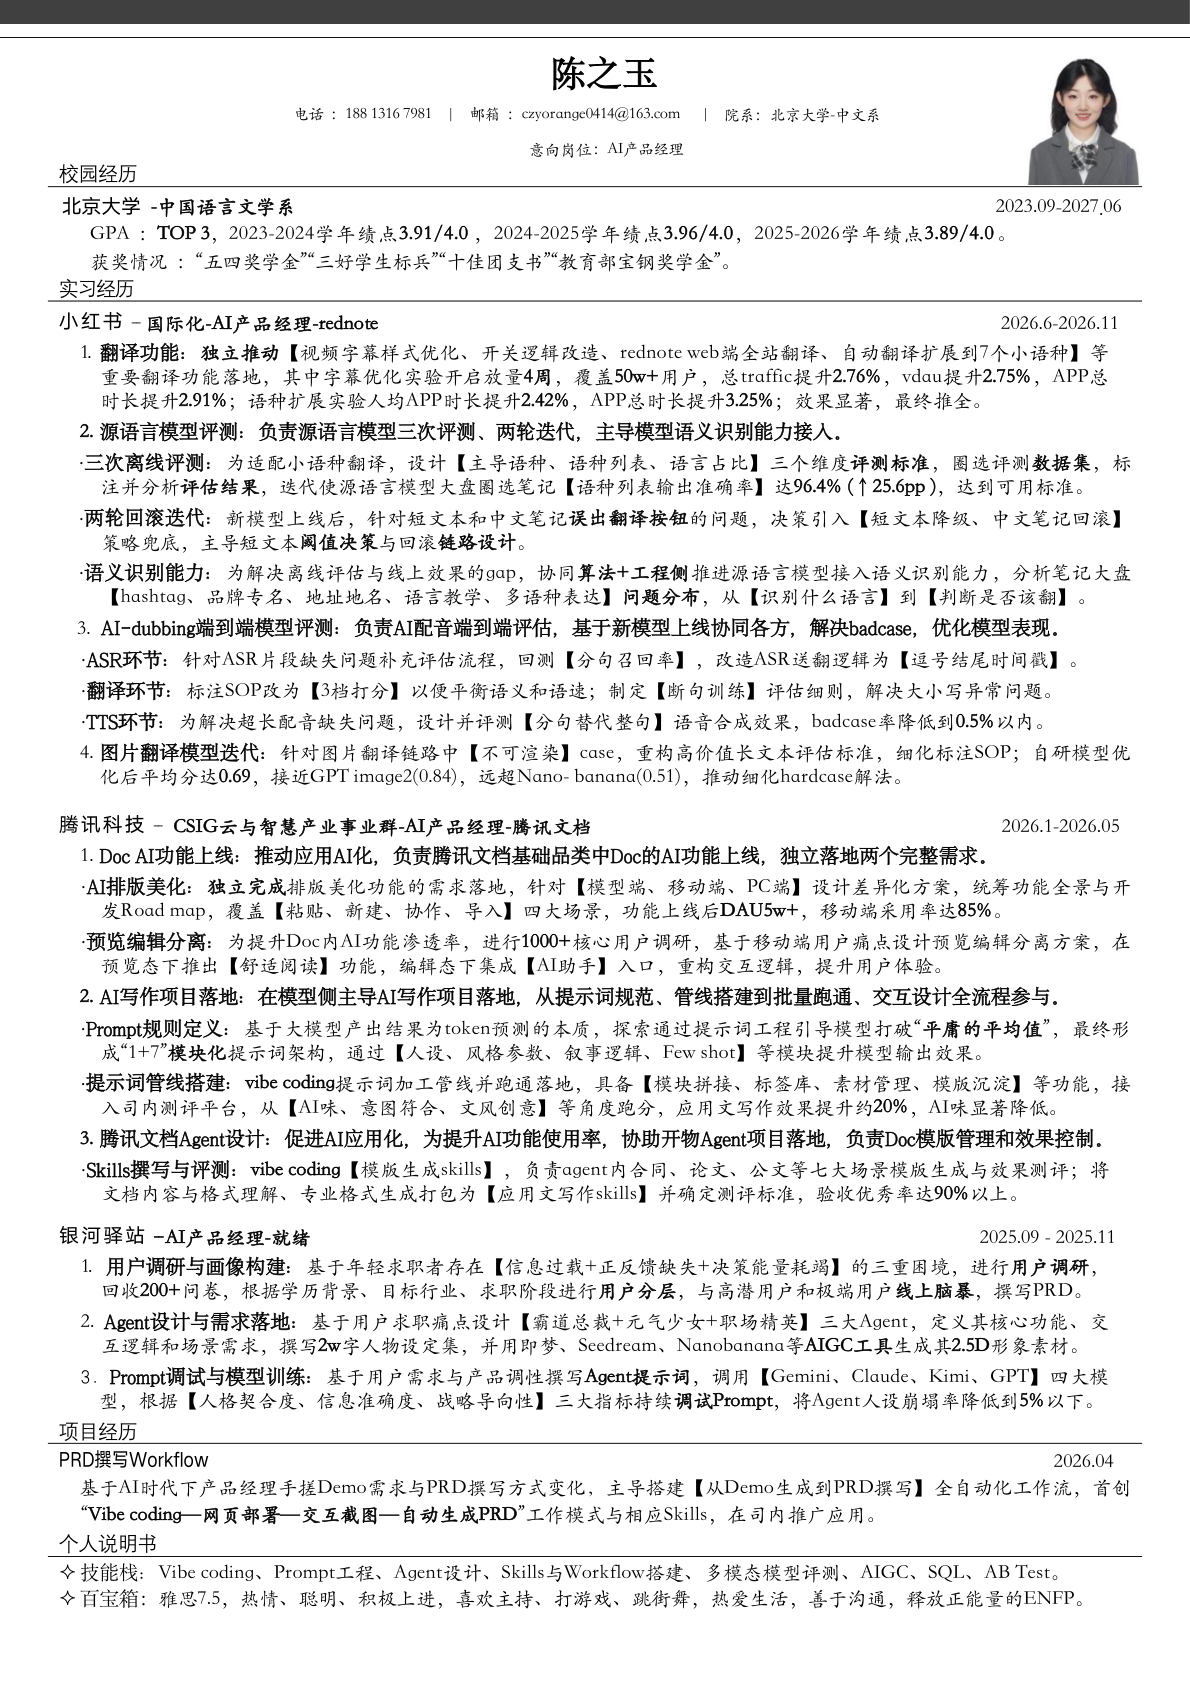 陈之玉
电话 ： 188 1316 7981 | 邮箱 ：czyorange0414@163.com | 院系：北京大学-中文系
意向岗位：AI产品经理
校园经历
北京大学 -中国语言文学系 2023.09-2027.06
GPA ：TOP 3，2023-2024学年绩点3.91/4.0 ，2024-2025学年绩点3.96/4.0，2025-2026学年绩点3.89/4.0 。
获奖情况 ：“五四奖学金”“三好学生标兵”“十佳团支书”“教育部宝钢奖学金”。
实习经历
小红书 – 国际化-AI产品经理-rednote 2026.6-2026.11
1. 翻译功能：独立推动【视频字幕样式优化、开关逻辑改造、rednote web端全站翻译、自动翻译扩展到7个小语种】等
重要翻译功能落地，其中字幕优化实验开启放量4周，覆盖50w+用户，总traffic提升2.76%，vdau提升2.75%，APP总
时长提升2.91%；语种扩展实验人均APP时长提升2.42%，APP总时长提升3.25%；效果显著，最终推全。
2. 源语言模型评测：负责源语言模型三次评测、两轮迭代，主导模型语义识别能力接入。
·三次离线评测：为适配小语种翻译，设计【主导语种、语种列表、语言占比】三个维度评测标准，圈选评测数据集，标
注并分析评估结果，迭代使源语言模型大盘圈选笔记【语种列表输出准确率】达96.4% (↑25.6pp )，达到可用标准。
·两轮回滚迭代：新模型上线后，针对短文本和中文笔记误出翻译按钮的问题，决策引入【短文本降级、中文笔记回滚】
策略兜底，主导短文本阈值决策与回滚链路设计。
·语义识别能力：为解决离线评估与线上效果的gap，协同算法+工程侧推进源语言模型接入语义识别能力，分析笔记大盘
【hashtag、品牌专名、地址地名、语言教学、多语种表达】问题分布，从【识别什么语言】到【判断是否该翻】。
3. AI-dubbing端到端模型评测：负责AI配音端到端评估，基于新模型上线协同各方，解决badcase，优化模型表现。
·ASR环节：针对ASR片段缺失问题补充评估流程，回测【分句召回率】，改造ASR送翻逻辑为【逗号结尾时间戳】。
·翻译环节：标注SOP改为【3档打分】以便平衡语义和语速；制定【断句训练】评估细则，解决大小写异常问题。
·TTS环节：为解决超长配音缺失问题，设计并评测【分句替代整句】语音合成效果，badcase率降低到0.5%以内。
4. 图片翻译模型迭代：针对图片翻译链路中【不可渲染】case，重构高价值长文本评估标准，细化标注SOP；自研模型优
化后平均分达0.69，接近GPT image2(0.84)，远超Nano- banana(0.51)，推动细化hardcase解法。
腾讯科技 – CSIG云与智慧产业事业群-AI产品经理-腾讯文档 2026.1-2026.05
1. Doc AI功能上线：推动应用AI化，负责腾讯文档基础品类中Doc的AI功能上线，独立落地两个完整需求。
·AI排版美化：独立完成排版美化功能的需求落地，针对【模型端、移动端、PC端】设计差异化方案，统筹功能全景与开
发Road map，覆盖【粘贴、新建、协作、导入】四大场景，功能上线后DAU5w+，移动端采用率达85%。
·预览编辑分离：为提升Doc内AI功能渗透率，进行1000+核心用户调研，基于移动端用户痛点设计预览编辑分离方案，在
预览态下推出【舒适阅读】功能，编辑态下集成【AI助手】入口，重构交互逻辑，提升用户体验。
2. AI写作项目落地：在模型侧主导AI写作项目落地，从提示词规范、管线搭建到批量跑通、交互设计全流程参与。
·Prompt规则定义：基于大模型产出结果为token预测的本质，探索通过提示词工程引导模型打破“平庸的平均值”，最终形
成“1+7”模块化提示词架构，通过【人设、风格参数、叙事逻辑、Few shot】等模块提升模型输出效果。
·提示词管线搭建：vibe coding提示词加工管线并跑通落地，具备【模块拼接、标签库、素材管理、模版沉淀】等功能，接
入司内测评平台，从【AI味、意图符合、文风创意】等角度跑分，应用文写作效果提升约20%，AI味显著降低。
3. 腾讯文档Agent设计：促进AI应用化，为提升AI功能使用率，协助开物Agent项目落地，负责Doc模版管理和效果控制。
·Skills撰写与评测：vibe coding【模版生成skills】，负责agent内合同、论文、公文等七大场景模版生成与效果测评；将
文档内容与格式理解、专业格式生成打包为【应用文写作skills】并确定测评标准，验收优秀率达90%以上。
银河驿站 –AI产品经理-就绪 2025.09 - 2025.11
1. 用户调研与画像构建：基于年轻求职者存在【信息过载+正反馈缺失+决策能量耗竭】的三重困境，进行用户调研，
回收200+问卷，根据学历背景、目标行业、求职阶段进行用户分层，与高潜用户和极端用户线上脑暴，撰写PRD。
2. Agent设计与需求落地：基于用户求职痛点设计【霸道总裁+元气少女+职场精英】三大Agent，定义其核心功能、交
互逻辑和场景需求，撰写2w字人物设定集，并用即梦、Seedream、Nanobanana等AIGC工具生成其2.5D形象素材。
3. Prompt调试与模型训练：基于用户需求与产品调性撰写Agent提示词，调用【Gemini、Claude、Kimi、GPT】四大模
型，根据【人格契合度、信息准确度、战略导向性】三大指标持续调试Prompt，将Agent人设崩塌率降低到5%以下。
项目经历
PRD撰写Workflow 2026.04
基于AI时代下产品经理手搓Demo需求与PRD撰写方式变化，主导搭建【从Demo生成到PRD撰写】全自动化工作流，首创
“Vibe coding—网页部署—交互截图—自动生成PRD”工作模式与相应Skills，在司内推广应用。
个人说明书
✧ 技能栈：Vibe coding、Prompt工程、Agent设计、Skills与Workflow搭建、多模态模型评测、AIGC、SQL、AB Test。
✧ 百宝箱：雅思7.5，热情、聪明、积极上进，喜欢主持、打游戏、跳街舞，热爱生活，善于沟通，释放正能量的ENFP。